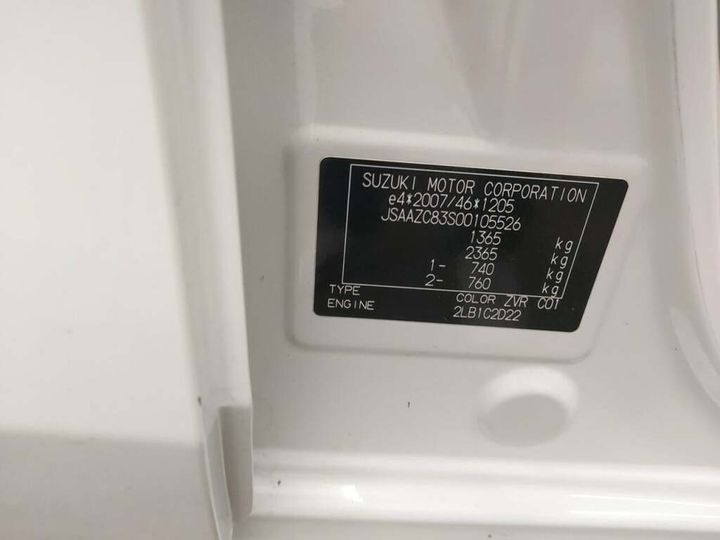 SUZUKI MOTOR CORPORATION
e4*2007/46*1205
JSAAZC83S00105526
1365 kg
2365 kg
1- 740 kg
2- 760 kg
TYPE COLOR ZVR COT
ENGINE 2LB1C2D22